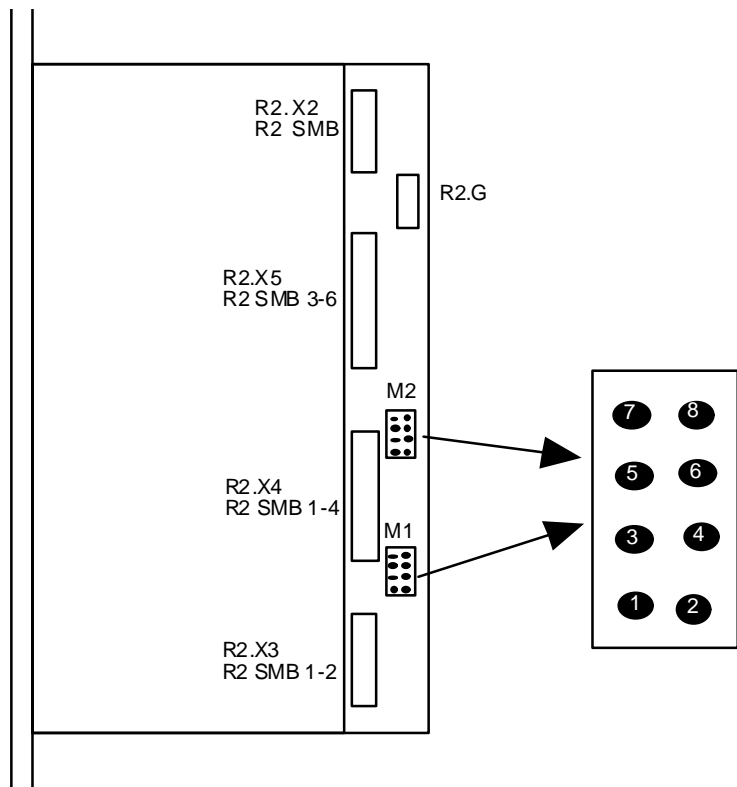 R2.X2
R2 SMB
R2.G
R2.X5
R2 SMB 3-6
M2
R2.X4
R2 SMB 1-4
M1
R2.X3
R2 SMB 1-2
7 8
5 6
3 4
1 2